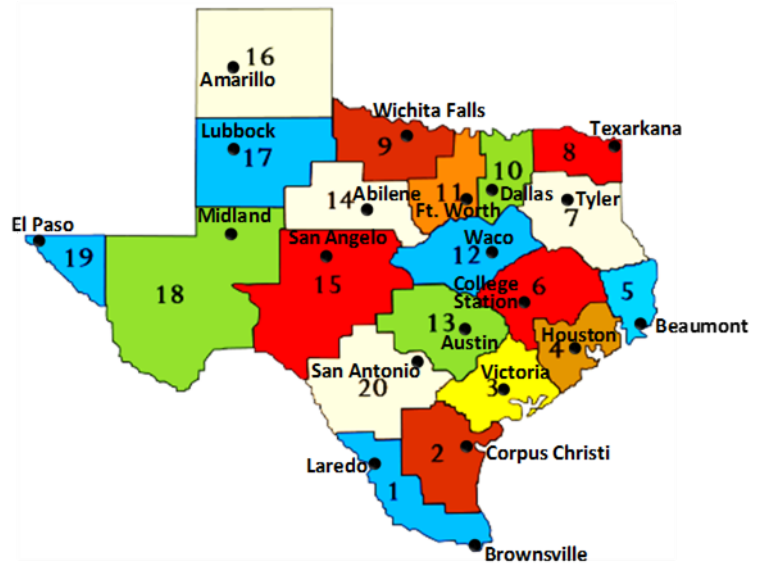 16
Amarillo
Wichita Falls
Texarkana
Lubbock
17
9
8
10
14
Abilene
11
Dallas
Ft. Worth
Tyler
7
El Paso
Midland
San Angelo
Waco
12
19
18
15
College
Station
6
5
13
Austin
Houston
4
Beaumont
San Antonio
20
Victoria
3
2
Corpus Christi
Laredo
1
Brownsville